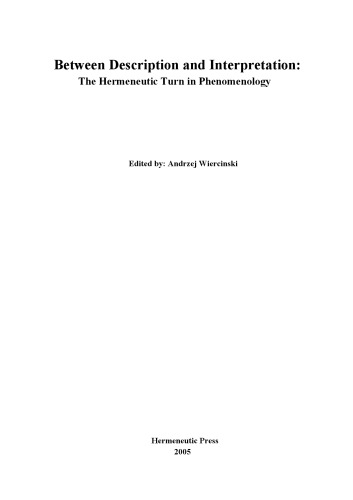 Between Description and Interpretation:
The Hermeneutic Turn in Phenomenology
Edited by: Andrzej Wiercinski
Hermeneutic Press
2005